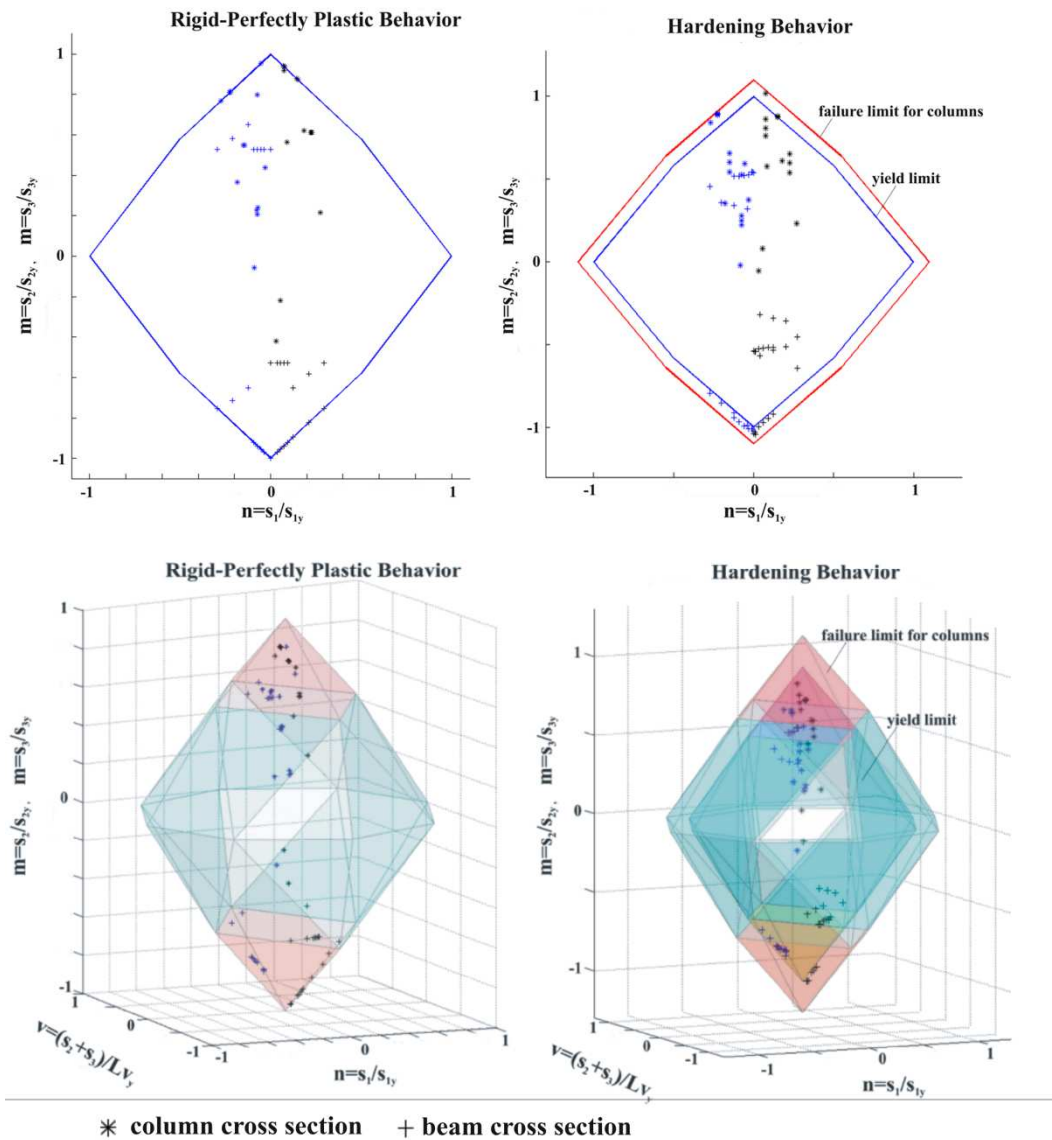 Rigid-Perfectly Plastic Behavior
Hardening Behavior
1
0
-1
m=s₂/s₂y, m=s₃/s₃y
-1
0
1
n=s₁/s₁y
1
0
-1
m=s₂/s₂y, m=s₃/s₃y
-1
0
1
n=s₁/s₁y
failure limit for columns
yield limit
Rigid-Perfectly Plastic Behavior
Hardening Behavior
1
0
-1
m=s₂/s₂y, m=s₃/s₃y
1
0
-1
v=(s₂+s₃)/Lvy
-1
0
1
n=s₁/s₁y
1
0
-1
m=s₂/s₂y, m=s₃/s₃y
1
0
-1
v=(s₂+s₃)/Lvy
-1
0
1
n=s₁/s₁y
failure limit for columns
yield limit
* column cross section + beam cross section